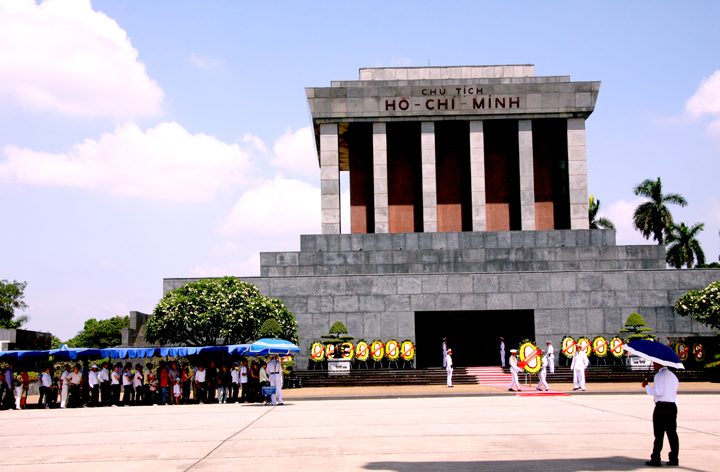 CHỦ TỊCH
HỒ - CHÍ - MINH